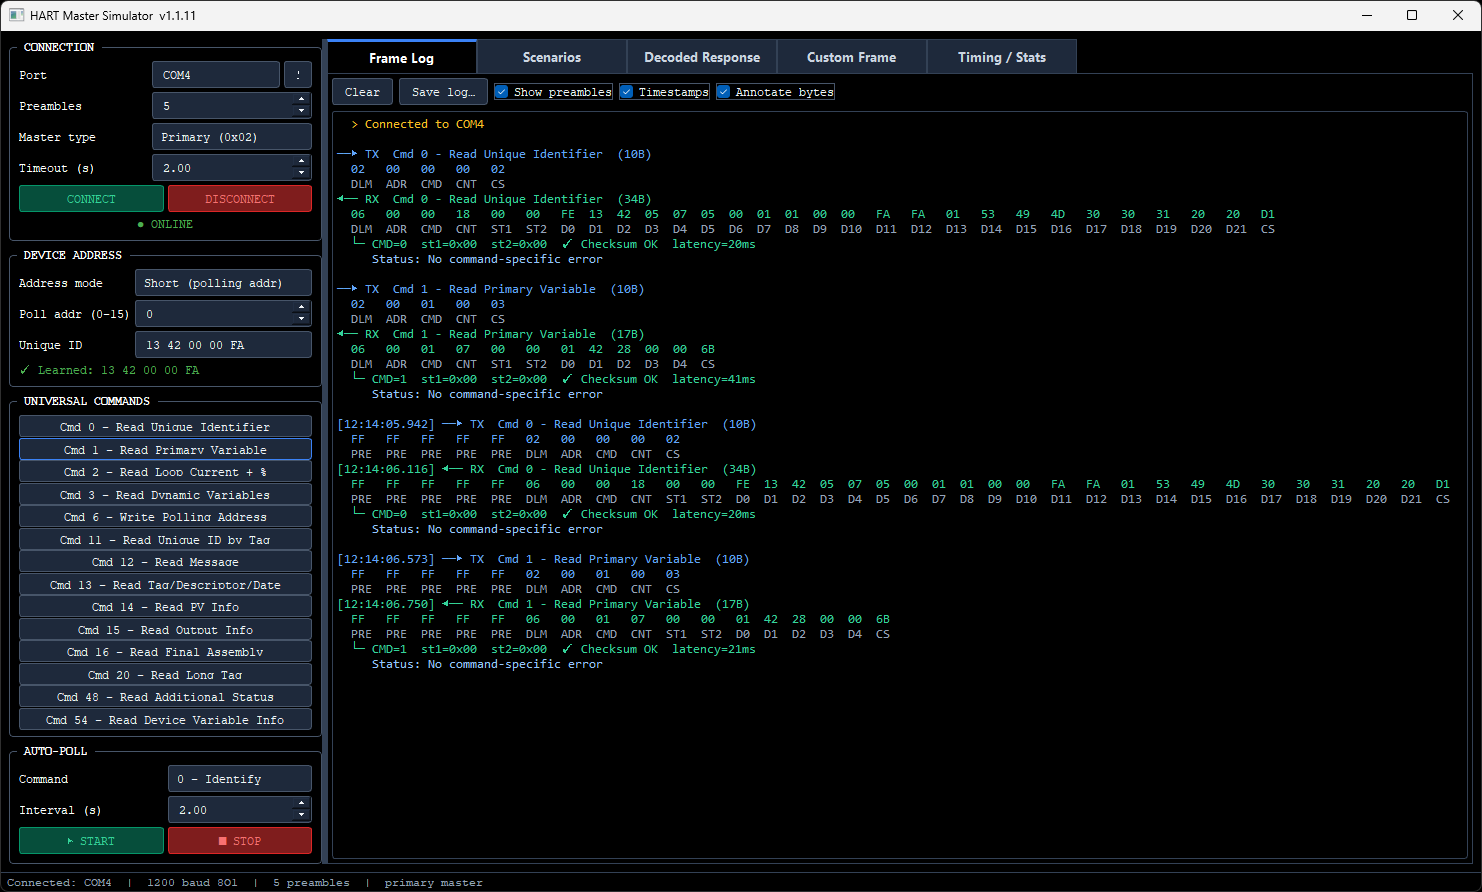 HART Master Simulator v1.1.11
CONNECTION
Port COM4
Preambles 5
Master type Primary (0x02)
Timeout (s) 2.00
CONNECT DISCONNECT
● ONLINE
DEVICE ADDRESS
Address mode Short (polling addr)
Poll addr (0-15) 0
Unique ID 13 42 00 00 FA
✓ Learned: 13 42 00 00 FA
UNIVERSAL COMMANDS
Cmd 0 - Read Unique Identifier
Cmd 1 - Read Primary Variable
Cmd 2 - Read Loop Current + %
Cmd 3 - Read Dynamic Variables
Cmd 6 - Write Polling Address
Cmd 11 - Read Unique ID by Tag
Cmd 12 - Read Message
Cmd 13 - Read Tag/Descriptor/Date
Cmd 14 - Read PV Info
Cmd 15 - Read Output Info
Cmd 16 - Read Final Assembly
Cmd 20 - Read Long Tag
Cmd 48 - Read Additional Status
Cmd 54 - Read Device Variable Info
AUTO-POLL
Command 0 - Identify
Interval (s) 2.00
▶ START ■ STOP
Frame Log Scenarios Decoded Response Custom Frame Timing / Stats
Clear Save log… Show preambles Timestamps Annotate bytes
> Connected to COM4
──▶ TX Cmd 0 - Read Unique Identifier (10B)
02 00 00 00 02
DLM ADR CMD CNT CS
◀── RX Cmd 0 - Read Unique Identifier (34B)
06 00 00 18 00 00 FE 13 42 05 07 05 00 01 01 00 00 FA FA 01 53 49 4D 30 30 31 20 20 D1
DLM ADR CMD CNT ST1 ST2 D0 D1 D2 D3 D4 D5 D6 D7 D8 D9 D10 D11 D12 D13 D14 D15 D16 D17 D18 D19 D20 D21 CS
└─ CMD=0 st1=0x00 st2=0x00 ✓ Checksum OK latency=20ms
Status: No command-specific error
──▶ TX Cmd 1 - Read Primary Variable (10B)
02 00 01 00 03
DLM ADR CMD CNT CS
◀── RX Cmd 1 - Read Primary Variable (17B)
06 00 01 07 00 00 01 42 28 00 00 6B
DLM ADR CMD CNT ST1 ST2 D0 D1 D2 D3 D4 CS
└─ CMD=1 st1=0x00 st2=0x00 ✓ Checksum OK latency=41ms
Status: No command-specific error
[12:14:05.942] ──▶ TX Cmd 0 - Read Unique Identifier (10B)
FF FF FF FF FF 02 00 00 00 02
PRE PRE PRE PRE PRE DLM ADR CMD CNT CS
[12:14:06.116] ◀── RX Cmd 0 - Read Unique Identifier (34B)
FF FF FF FF FF 06 00 00 18 00 00 FE 13 42 05 07 05 00 01 01 00 00 FA FA 01 53 49 4D 30 30 31 20 20 D1
PRE PRE PRE PRE PRE DLM ADR CMD CNT ST1 ST2 D0 D1 D2 D3 D4 D5 D6 D7 D8 D9 D10 D11 D12 D13 D14 D15 D16 D17 D18 D19 D20 D21 CS
└─ CMD=0 st1=0x00 st2=0x00 ✓ Checksum OK latency=20ms
Status: No command-specific error
[12:14:06.573] ──▶ TX Cmd 1 - Read Primary Variable (10B)
FF FF FF FF FF 02 00 01 00 03
PRE PRE PRE PRE PRE DLM ADR CMD CNT CS
[12:14:06.750] ◀── RX Cmd 1 - Read Primary Variable (17B)
FF FF FF FF FF 06 00 01 07 00 00 01 42 28 00 00 6B
PRE PRE PRE PRE PRE DLM ADR CMD CNT ST1 ST2 D0 D1 D2 D3 D4 CS
└─ CMD=1 st1=0x00 st2=0x00 ✓ Checksum OK latency=21ms
Status: No command-specific error
Connected: COM4 | 1200 baud 8O1 | 5 preambles | primary master